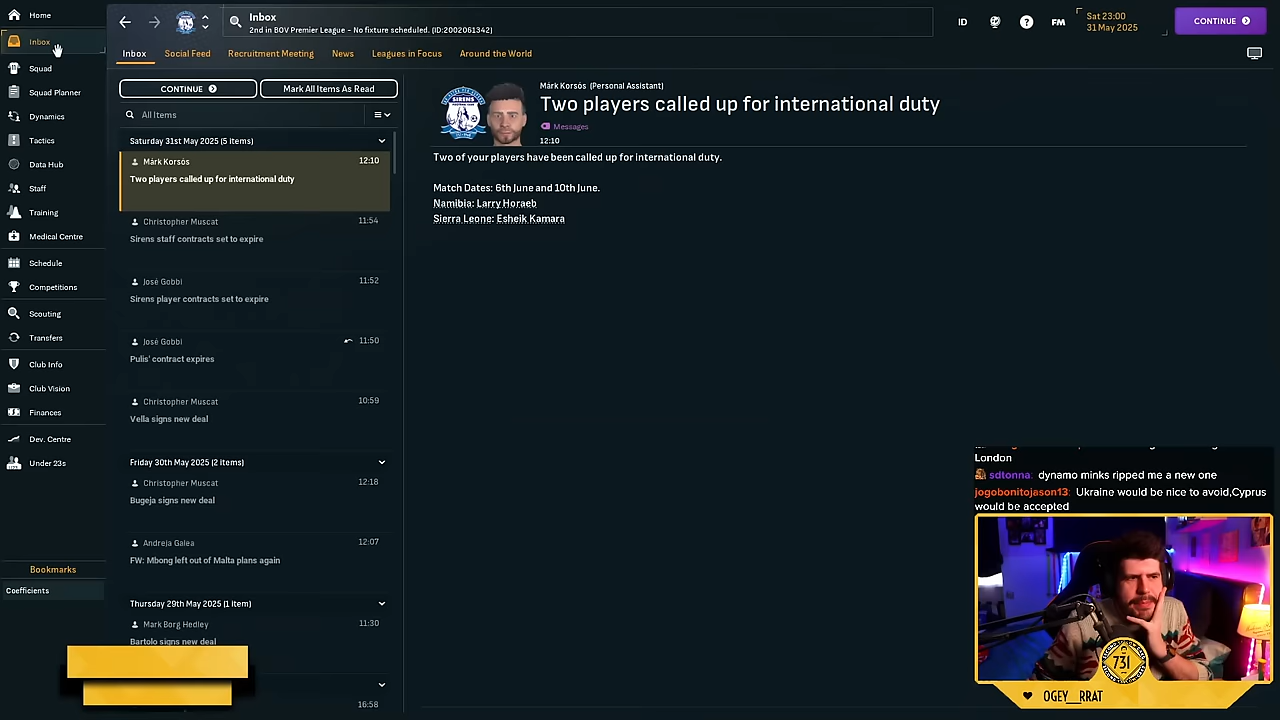 Home
Inbox
Squad
Squad Planner
Dynamics
Tactics
Data Hub
Staff
Training
Medical Centre
Schedule
Competitions
Scouting
Transfers
Club Info
Club Vision
Finances
Dev. Centre
Under 23s
Bookmarks
Coefficients
Inbox
2nd in BOV Premier League - No fixture scheduled. (ID:2002061342)
ID
FM
Sat 23:00
31 May 2025
CONTINUE
Inbox
Social Feed
Recruitment Meeting
News
Leagues in Focus
Around the World
CONTINUE
Mark All Items As Read
All Items
Saturday 31st May 2025 (5 Items)
Márk Korsós 12:10
Two players called up for international duty
Christopher Muscat 11:54
Sirens staff contracts set to expire
José Gobbi 11:52
Sirens player contracts set to expire
José Gobbi 11:50
Pulis' contract expires
Christopher Muscat 10:59
Vella signs new deal
Friday 30th May 2025 (2 Items)
Christopher Muscat 12:18
Bugeja signs new deal
Andreja Galea 12:07
FW: Mbong left out of Malta plans again
Thursday 29th May 2025 (1 Item)
Mark Borg Hedley 11:30
Bartolo signs new deal
16:58
SIRENS
Márk Korsós (Personal Assistant)
Two players called up for international duty
Messages
12:10
Two of your players have been called up for international duty.
Match Dates: 6th June and 10th June.
Namibia: Larry Horaeb
Sierra Leone: Esheik Kamara
London
sdtonna: dynamo minks ripped me a new one
jogobonitojason13: Ukraine would be nice to avoid,Cyprus
would be accepted
731
OGEY__RRAT